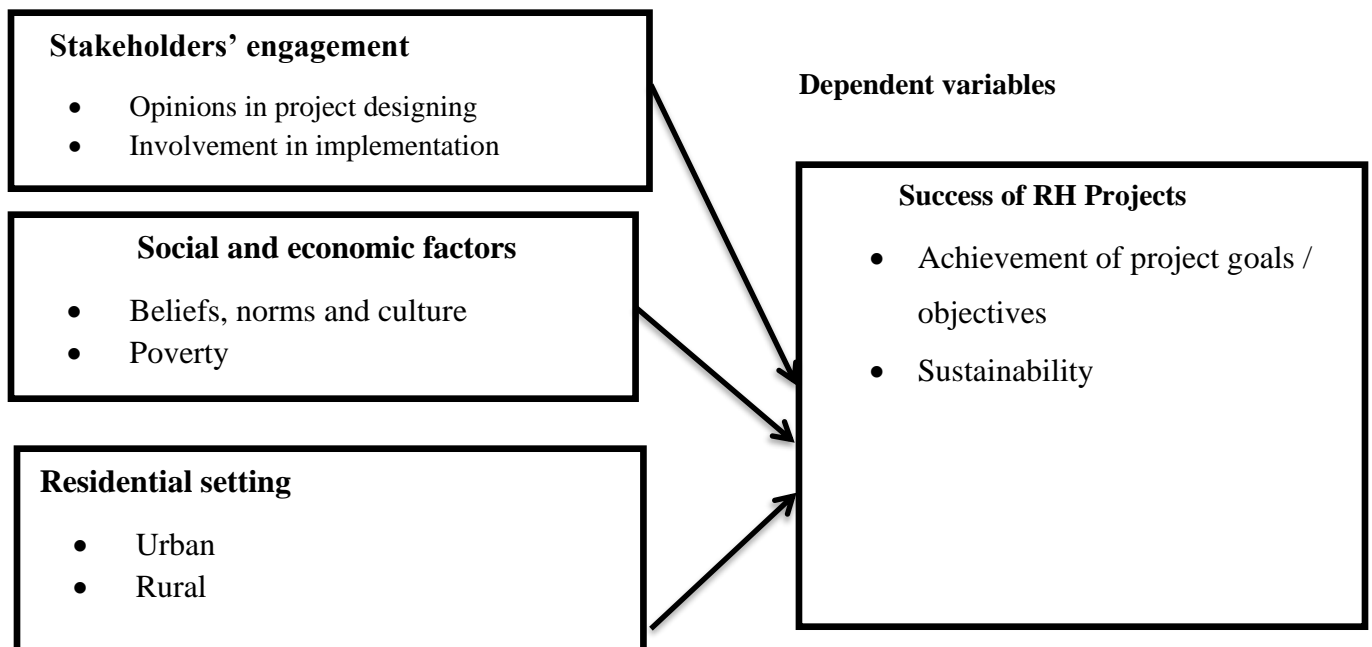 Stakeholders’ engagement
• Opinions in project designing
• Involvement in implementation
Social and economic factors
• Beliefs, norms and culture
• Poverty
Residential setting
• Urban
• Rural
Dependent variables
Success of RH Projects
• Achievement of project goals /
objectives
• Sustainability